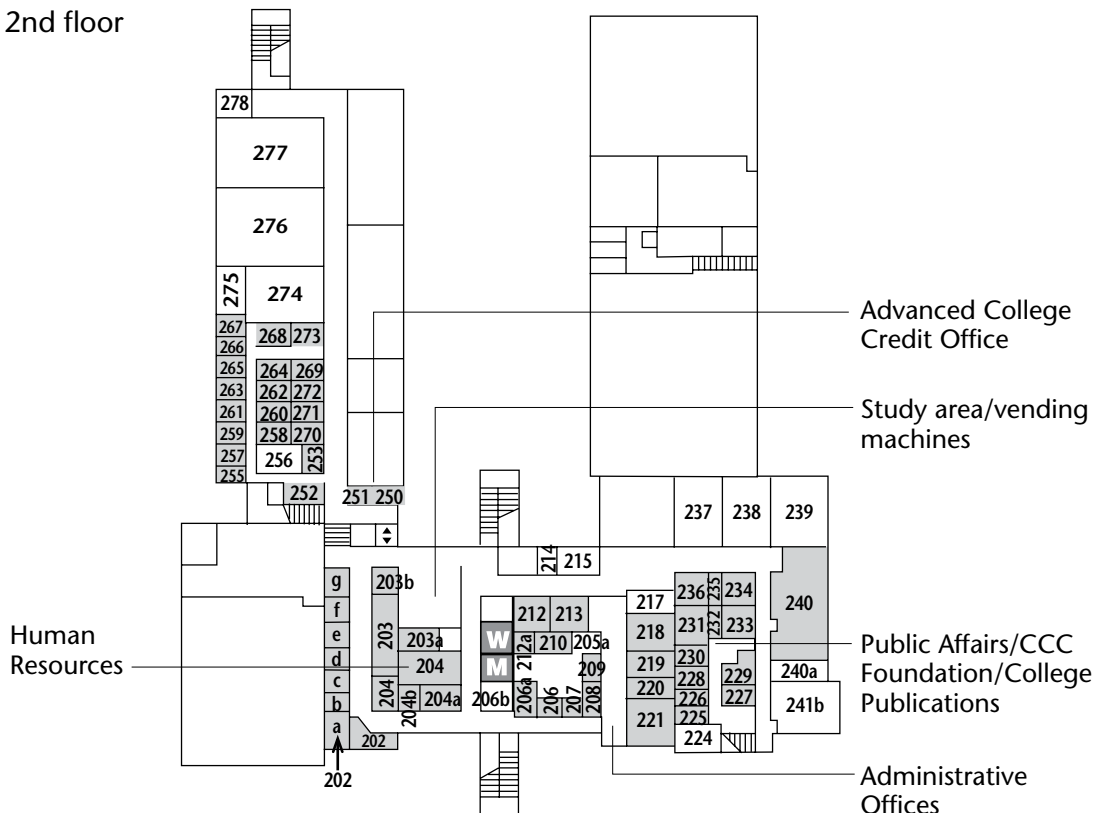 2nd floor
278
277
276
275
274
267
268 273
266
265
264 269
263
262 272
261
260 271
259
258 270
257
256
253
255
252
251 250
Advanced College
Credit Office
Study area/vending
machines
237
238
239
214
215
g
203b
f
e
d
c
b
a
202
202
203
203a
204
204
204b
204a
Human
Resources
W
M
212
213
212a
210
205a
209
206b
206a
206
207
208
217
218
219
220
221
236
235
234
231
232
233
230
228
229
226
227
225
224
240
240a
241b
Public Affairs/CCC
Foundation/College
Publications
Administrative
Offices